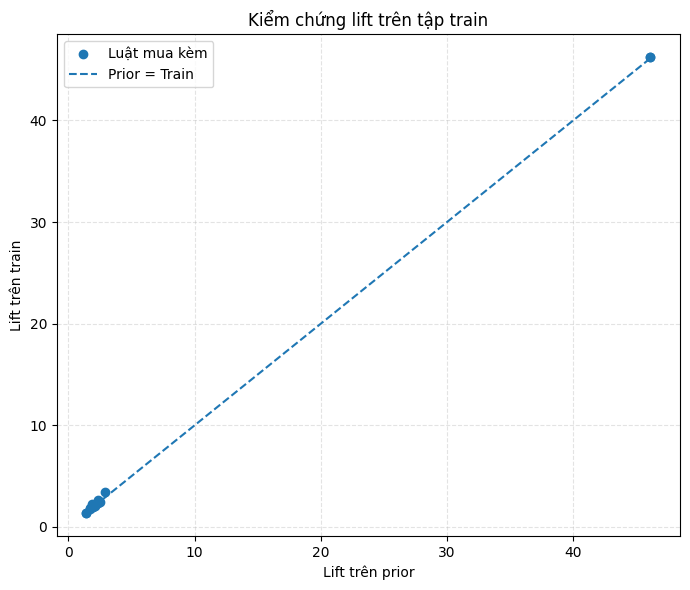 Kiểm chứng lift trên tập train
Luật mua kèm
Prior = Train
Lift trên train
40
30
20
10
0
0 10 20 30 40
Lift trên prior